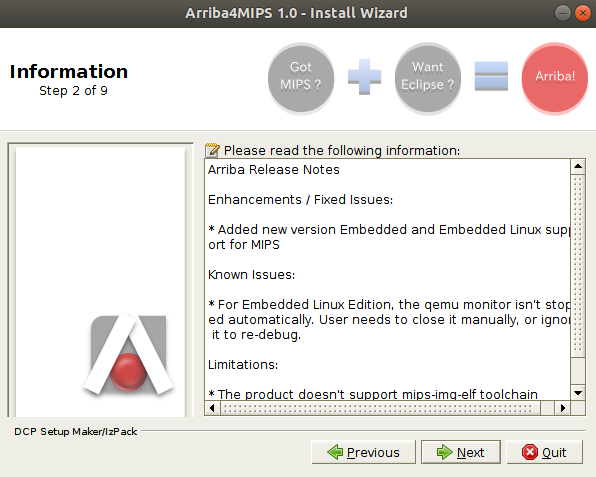 Arriba4MIPS 1.0 - Install Wizard
Information
Step 2 of 9
Got
MIPS ?
Want
Eclipse ?
Arriba!
Please read the following information:
Arriba Release Notes
Enhancements / Fixed Issues:
* Added new version Embedded and Embedded Linux supp
ort for MIPS
Known Issues:
* For Embedded Linux Edition, the qemu monitor isn't stop
ed automatically. User needs to close it manually, or ignor
it to re-debug.
Limitations:
* The product doesn't support mips-img-elf toolchain
DCP Setup Maker/IzPack
Previous
Next
Quit